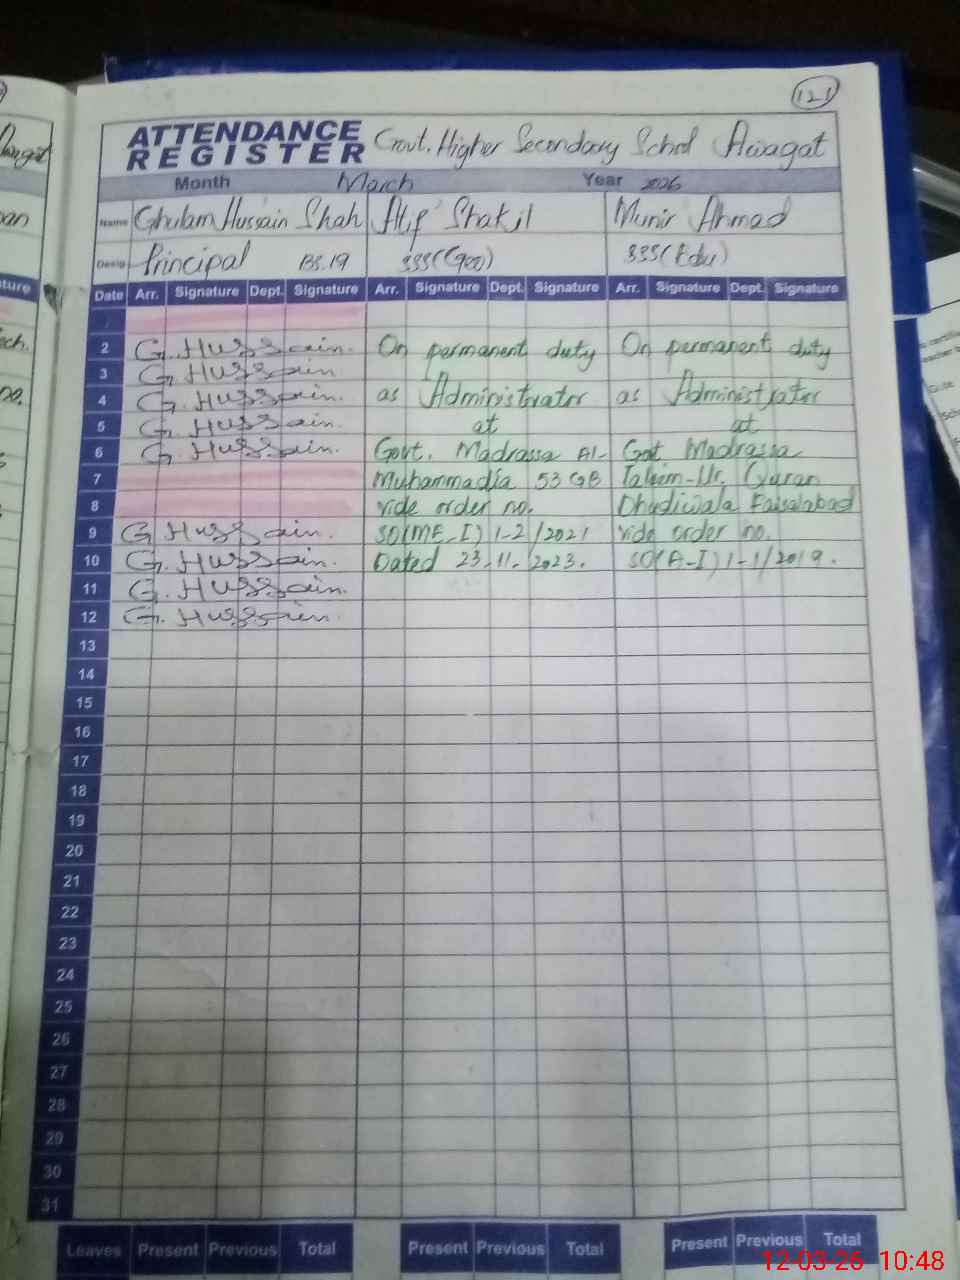 123
ATTENDANCE
REGISTER
Govt. Higher Secondary School Awagat
Month March Year 2026
Name Ghulam Hussain Shah Atif Shakil Munir Ahmad
Desig. Principal BS.19 SSS(Geo) SSS(Edu)
Date Arr. Signature Dept. Signature Arr. Signature Dept. Signature Arr. Signature Dept. Signature
2 G. Hussain. On permanent duty On permanent duty
3 G. Hussain
4 G. Hussain. as Administrator as Administrator
5 G. Hussain. at at
6 G. Hussain. Govt. Madrassa Al- Govt Madrassa
7 Muhammadia 53 GB Taleem-Ul. Quran
8 vide order no. Dhudiwala Faisalabad
9 G. Hussain. SO(ME-I) 1-2/2021 vide order no.
10 G. Hussain. Dated 23.11.2023. SO(A-I) 1-1/2019.
11 G. Hussain.
12 G. Hussain.
13
14
15
16
17
18
19
20
21
22
23
24
25
26
27
28
29
30
31
Leaves Present Previous Total Present Previous Total Present Previous Total
12-03-26 10:48